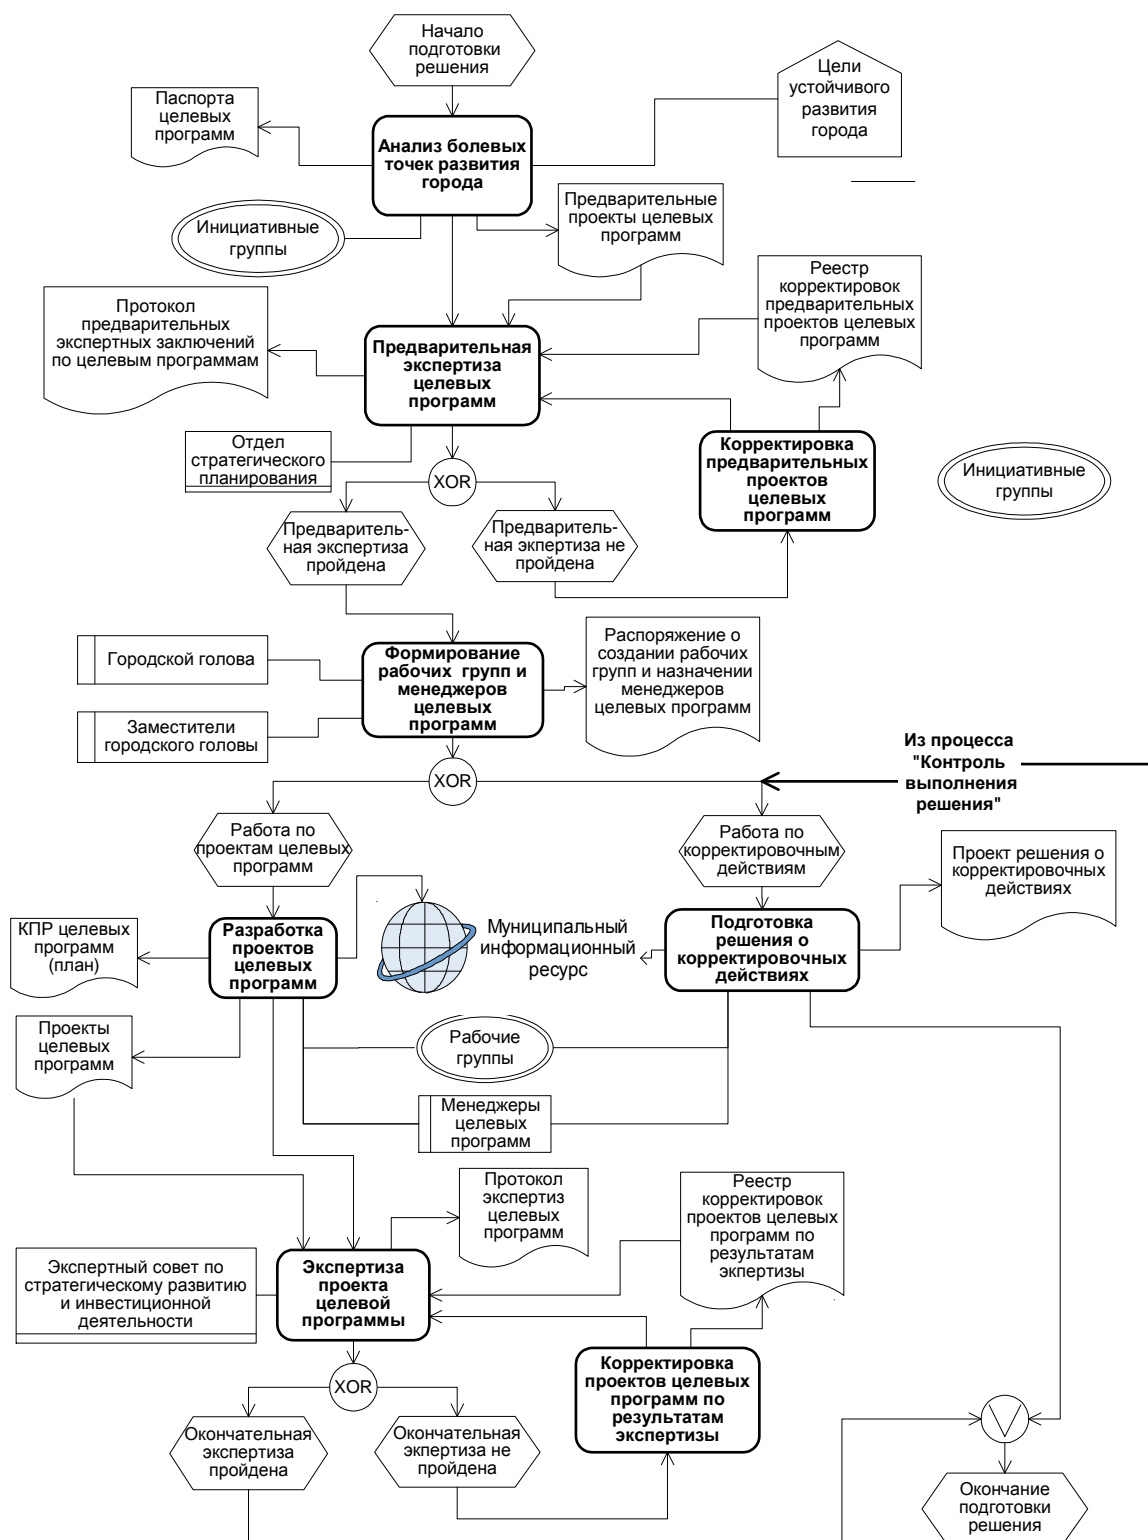 Начало
подготовки
решения
Цели
устойчивого
развития
города
Паспорта
целевых
программ
Анализ болевых
точек развития
города
Инициативные
группы
Предварительные
проекты целевых
программ
Реестр
корректировок
предварительных
проектов целевых
программ
Протокол
предварительных
экспертных заключений
по целевым программам
Предварительная
экспертиза
целевых
программ
Отдел
стратегического
планирования
XOR
Корректировка
предварительных
проектов
целевых
программ
Инициативные
группы
Предваритель-
ная экспертиза
пройдена
Предваритель-
ная экпертиза не
пройдена
Городской голова
Заместители
городского головы
Формирование
рабочих групп и
менеджеров
целевых
программ
Распоряжение о
создании рабочих
групп и назначении
менеджеров
целевых программ
XOR
Из процесса
"Контроль
выполнения
решения"
Работа по
проектам целевых
программ
Работа по
корректировочным
действиям
Проект решения о
корректировочных
действиях
КПР целевых
программ
(план)
Разработка
проектов
целевых
программ
Муниципальный
информационный
ресурс
Подготовка
решения о
корректировочных
действиях
Проекты
целевых
программ
Рабочие
группы
Менеджеры
целевых
программ
Протокол
экспертиз
целевых
программ
Реестр
корректировок
проектов целевых
программ по
результатам
экпертизы
Экспертный совет по
стратегическому развитию
и инвестиционной
деятельности
Экспертиза
проекта
целевой
программы
XOR
Корректировка
проектов целевых
программ по
результатам
экспертизы
Окончательная
экспертиза
пройдена
Окончательная
экпертиза не
пройдена
Окончание
подготовки
решения